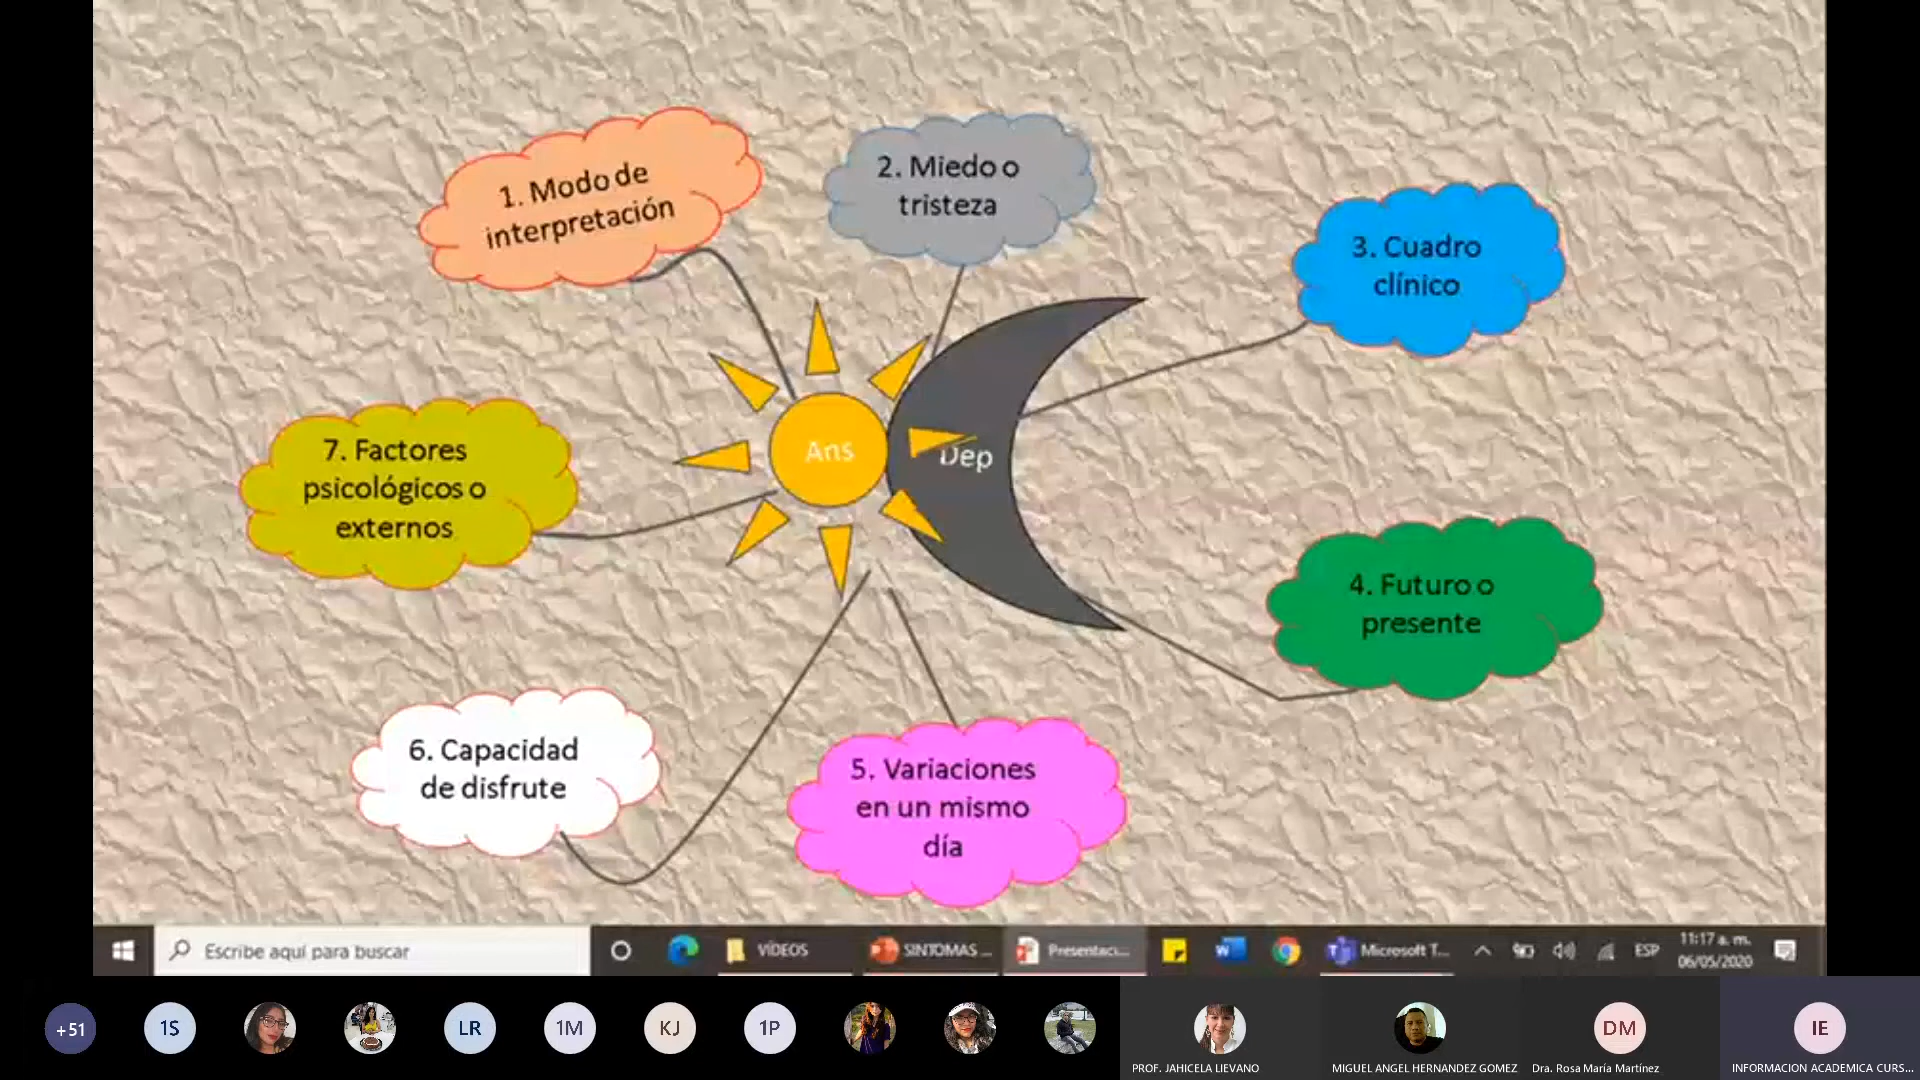 1. Modo de
interpretación
2. Miedo o
tristeza
3. Cuadro
clínico
7. Factores
psicológicos o
externos
Ans
Dep
4. Futuro o
presente
6. Capacidad
de disfrute
5. Variaciones
en un mismo
día
Escribe aquí para buscar
VÍDEOS
SINTOMAS ...
Presentaci...
Microsoft T...
ESP
11:17 a. m.
06/05/2020
+51
1S
LR
1M
KJ
1P
DM
IE
PROF. JAHICELA LIEVANO
MIGUEL ANGEL HERNANDEZ GOMEZ
Dra. Rosa María Martínez
INFORMACION ACADEMICA CURS...